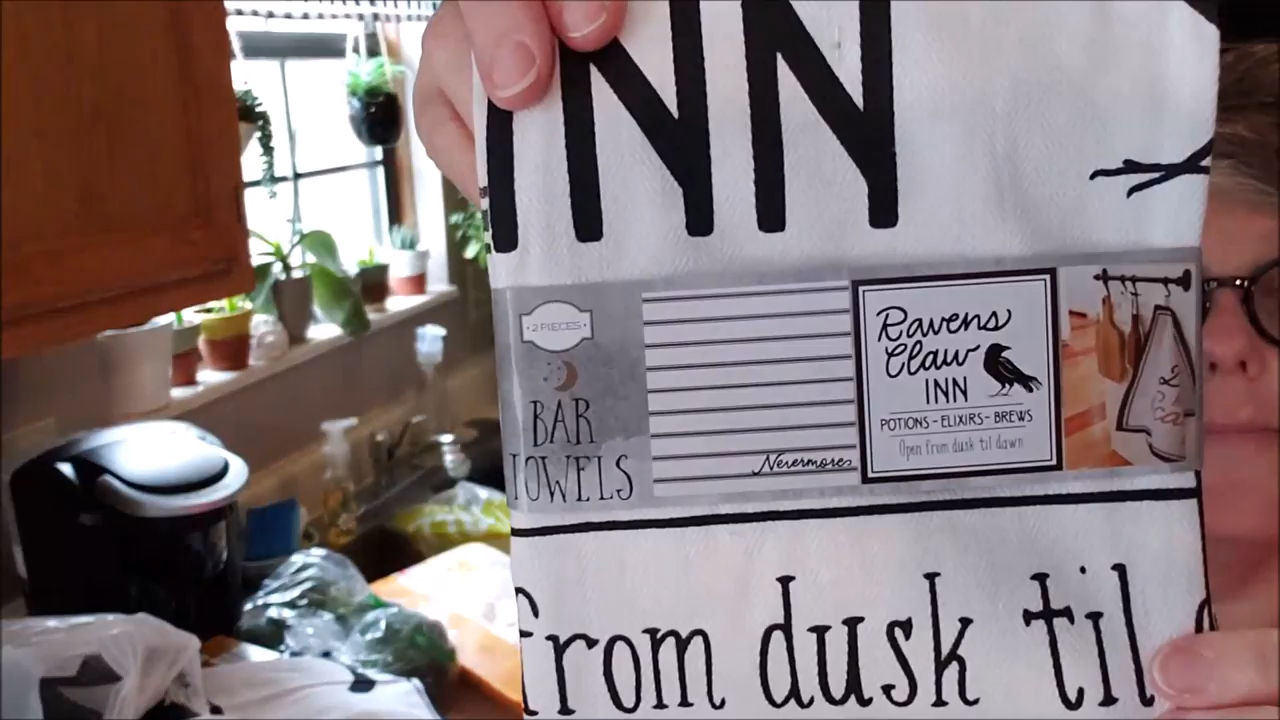 INN
2 PIECES
BAR
TOWELS
Nevermore
Ravens
Claw
INN
POTIONS - ELIXIRS - BREWS
Open from dusk til dawn
from dusk til